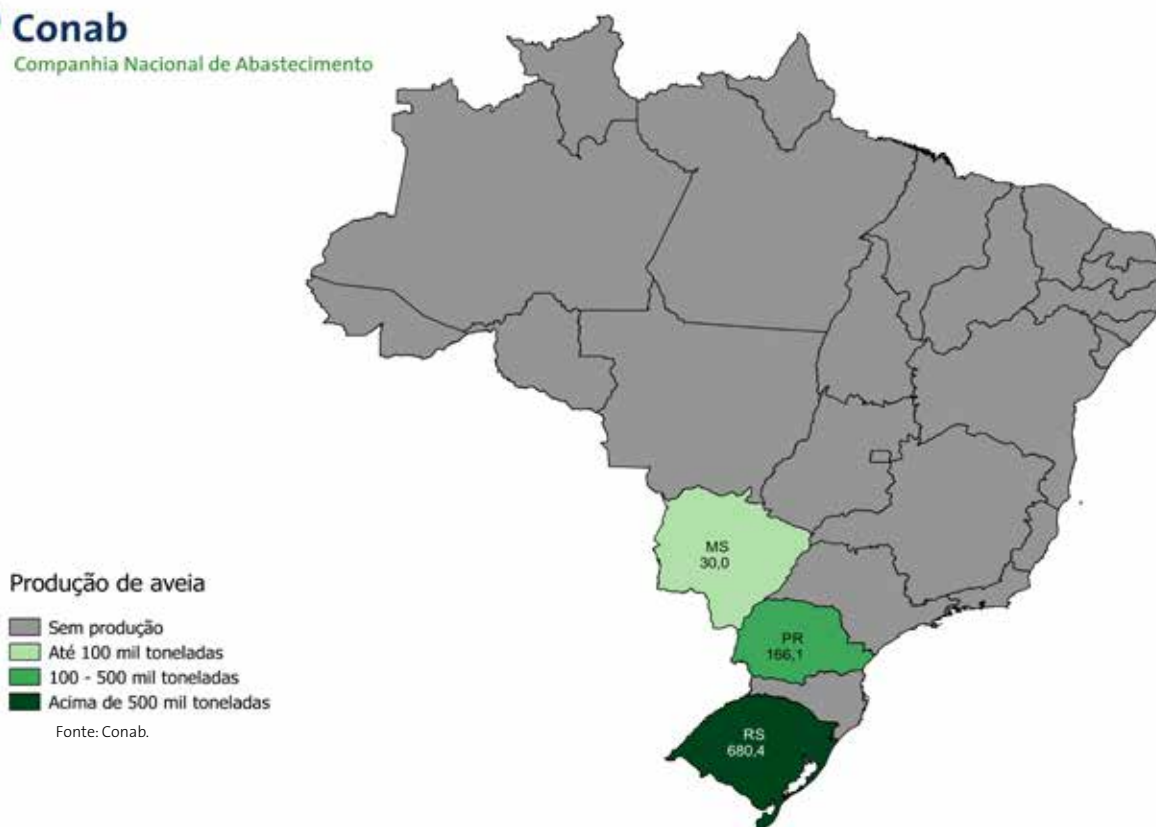 Conab
Companhia Nacional de Abastecimento
MS
30,0
PR
166,1
RS
680,4
Produção de aveia
Sem produção
Até 100 mil toneladas
100 - 500 mil toneladas
Acima de 500 mil toneladas
Fonte: Conab.